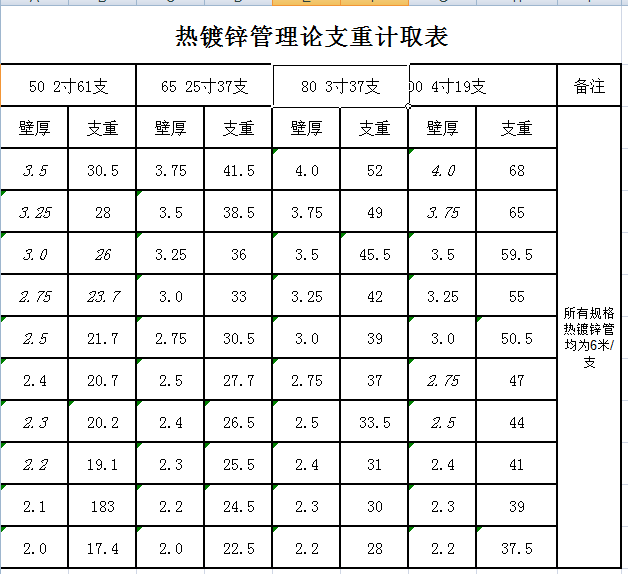 热镀锌管理论支重计取表
50 2寸61支 65 25寸37支 80 3寸37支 00 4寸19支 备注
壁厚 支重 壁厚 支重 壁厚 支重 壁厚 支重
3.5 30.5 3.75 41.5 4.0 52 4.0 68
3.25 28 3.5 38.5 3.75 49 3.75 65
3.0 26 3.25 36 3.5 45.5 3.5 59.5
2.75 23.7 3.0 33 3.25 42 3.25 55
2.5 21.7 2.75 30.5 3.0 39 3.0 50.5
2.4 20.7 2.5 27.7 2.75 37 2.75 47
2.3 20.2 2.4 26.5 2.5 33.5 2.5 44
2.2 19.1 2.3 25.5 2.4 31 2.4 41
2.1 183 2.2 24.5 2.3 30 2.3 39
2.0 17.4 2.0 22.5 2.2 28 2.2 37.5
所有规格
热镀锌管
均为6米/
支